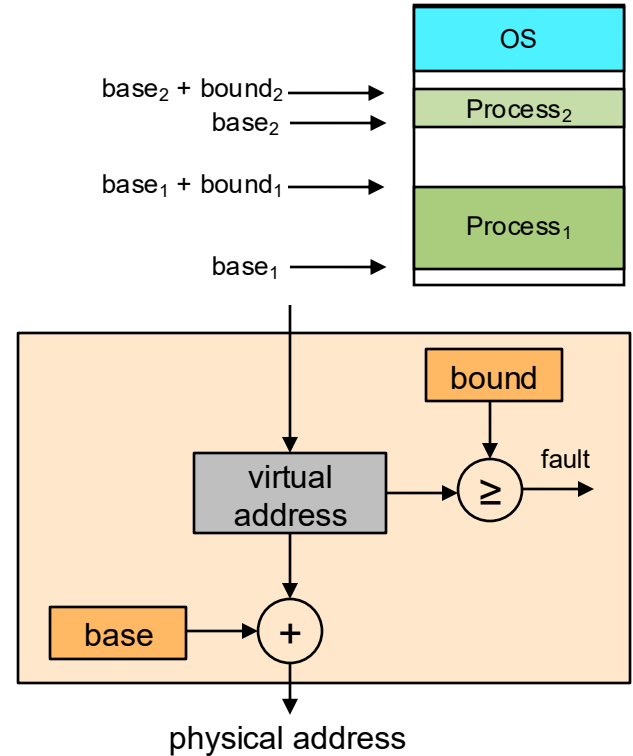 OS
base₂ + bound₂
Process₂
base₂
base₁ + bound₁
Process₁
base₁
bound
virtual
address
≥
fault
base
+
physical address